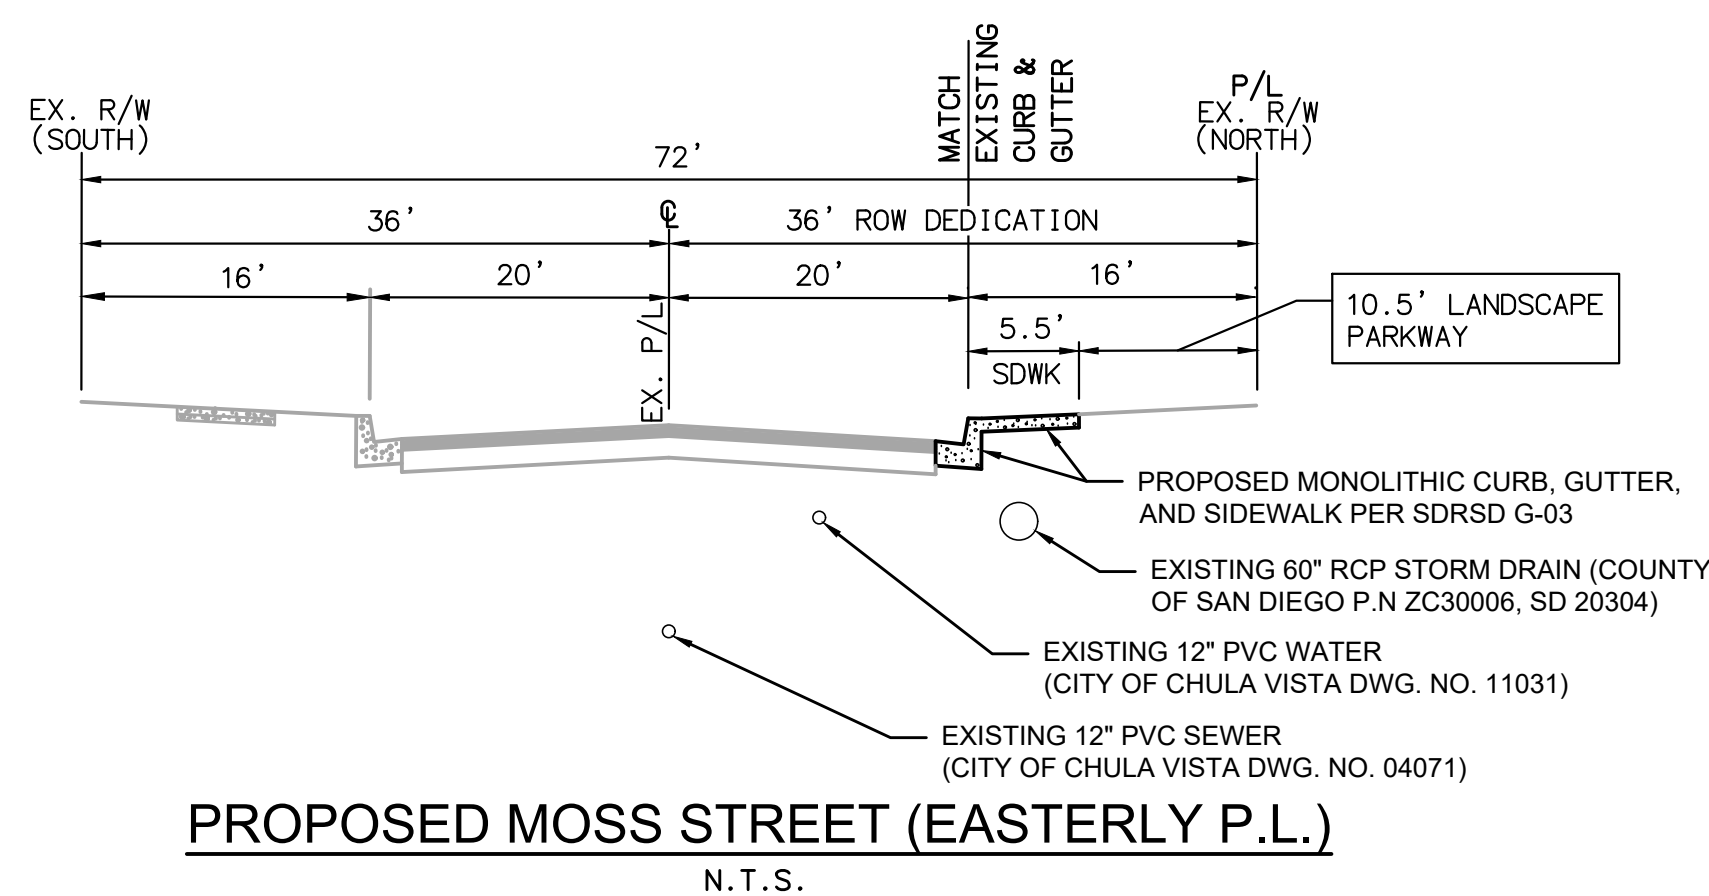 EX. R/W
(SOUTH)
MATCH
EXISTING
CURB &
GUTTER
P/L
EX. R/W
(NORTH)
72'
36'
℄
36' ROW DEDICATION
16'
20'
20'
16'
EX. P/L
5.5'
SDWK
10.5' LANDSCAPE
PARKWAY
PROPOSED MONOLITHIC CURB, GUTTER,
AND SIDEWALK PER SDRSD G-03
EXISTING 60" RCP STORM DRAIN (COUNTY
OF SAN DIEGO P.N ZC30006, SD 20304)
EXISTING 12" PVC WATER
(CITY OF CHULA VISTA DWG. NO. 11031)
EXISTING 12" PVC SEWER
(CITY OF CHULA VISTA DWG. NO. 04071)
PROPOSED MOSS STREET (EASTERLY P.L.)
N.T.S.